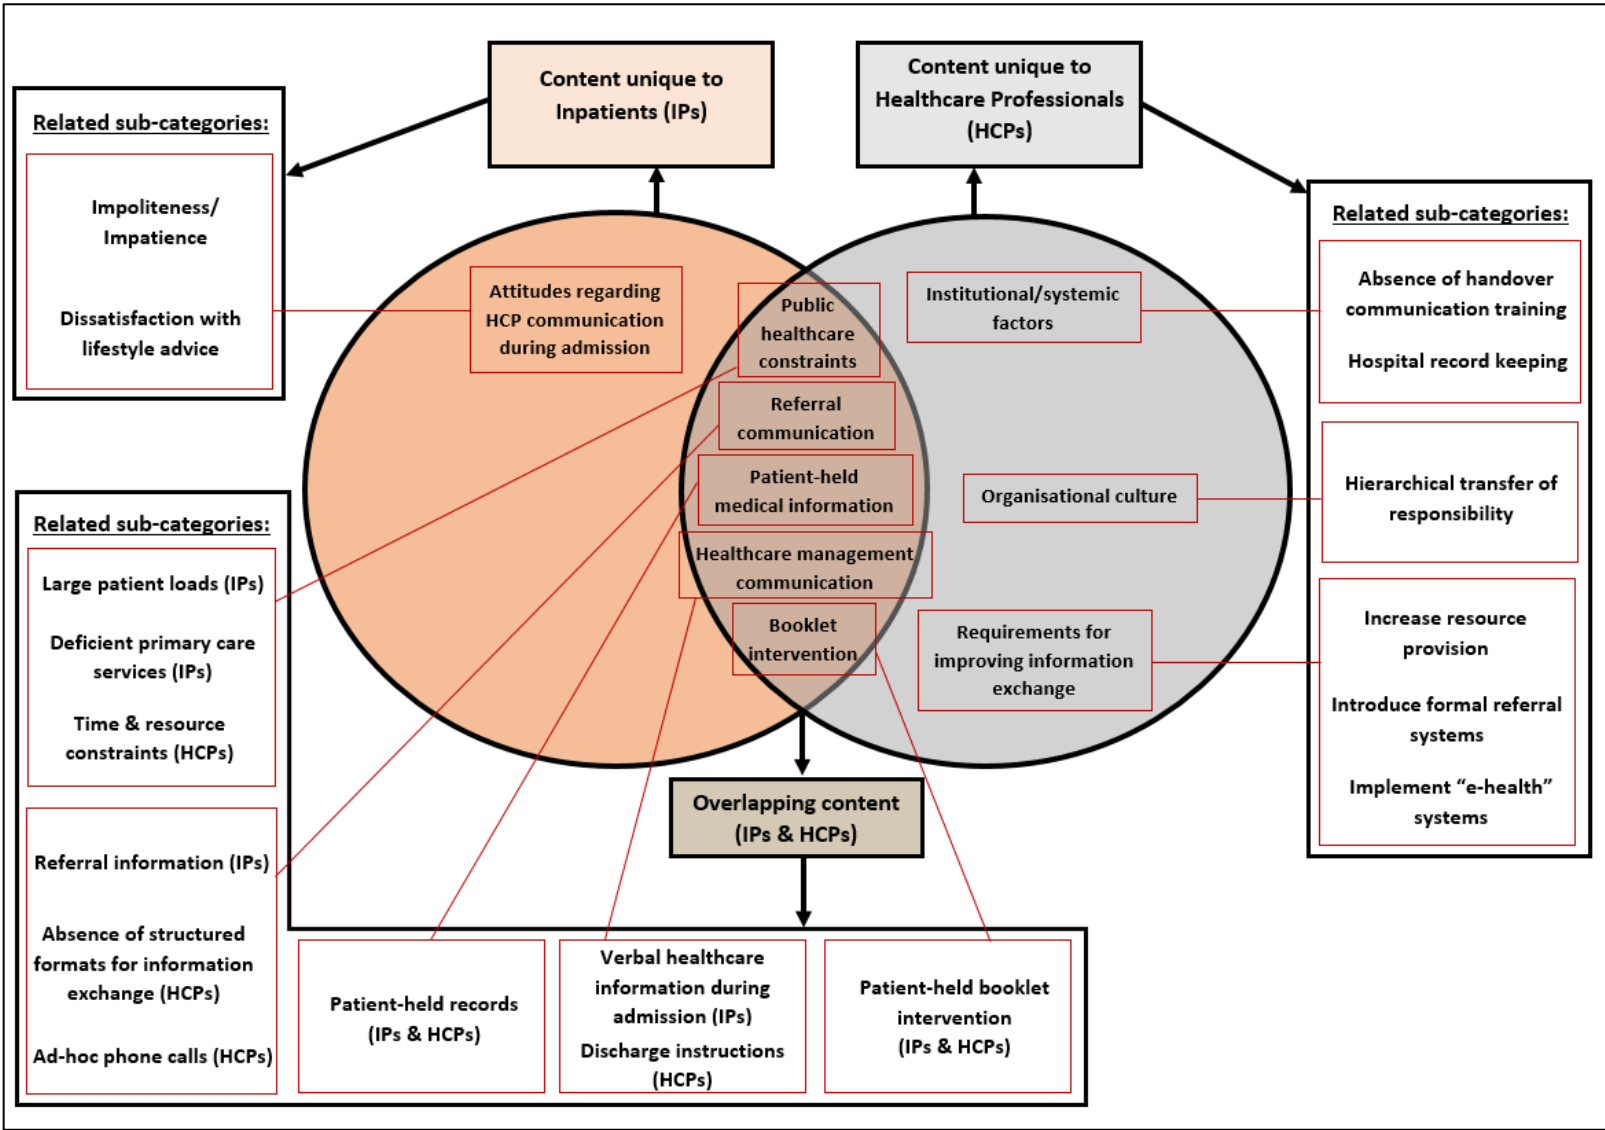 Content unique to
Inpatients (IPs)
Content unique to
Healthcare Professionals
(HCPs)
Related sub-categories:
Impoliteness/
Impatience
Dissatisfaction with
lifestyle advice
Attitudes regarding
HCP communication
during admission
Public
healthcare
constraints
Referral
communication
Patient-held
medical information
Healthcare management
communication
Booklet
intervention
Institutional/systemic
factors
Organisational culture
Requirements for
improving information
exchange
Related sub-categories:
Absence of handover
communication training
Hospital record keeping
Hierarchical transfer of
responsibility
Increase resource
provision
Introduce formal referral
systems
Implement “e-health”
systems
Overlapping content
(IPs & HCPs)
Related sub-categories:
Large patient loads (IPs)
Deficient primary care
services (IPs)
Time & resource
constraints (HCPs)
Referral information (IPs)
Absence of structured
formats for information
exchange (HCPs)
Ad-hoc phone calls (HCPs)
Patient-held records
(IPs & HCPs)
Verbal healthcare
information during
admission (IPs)
Discharge instructions
(HCPs)
Patient-held booklet
intervention
(IPs & HCPs)